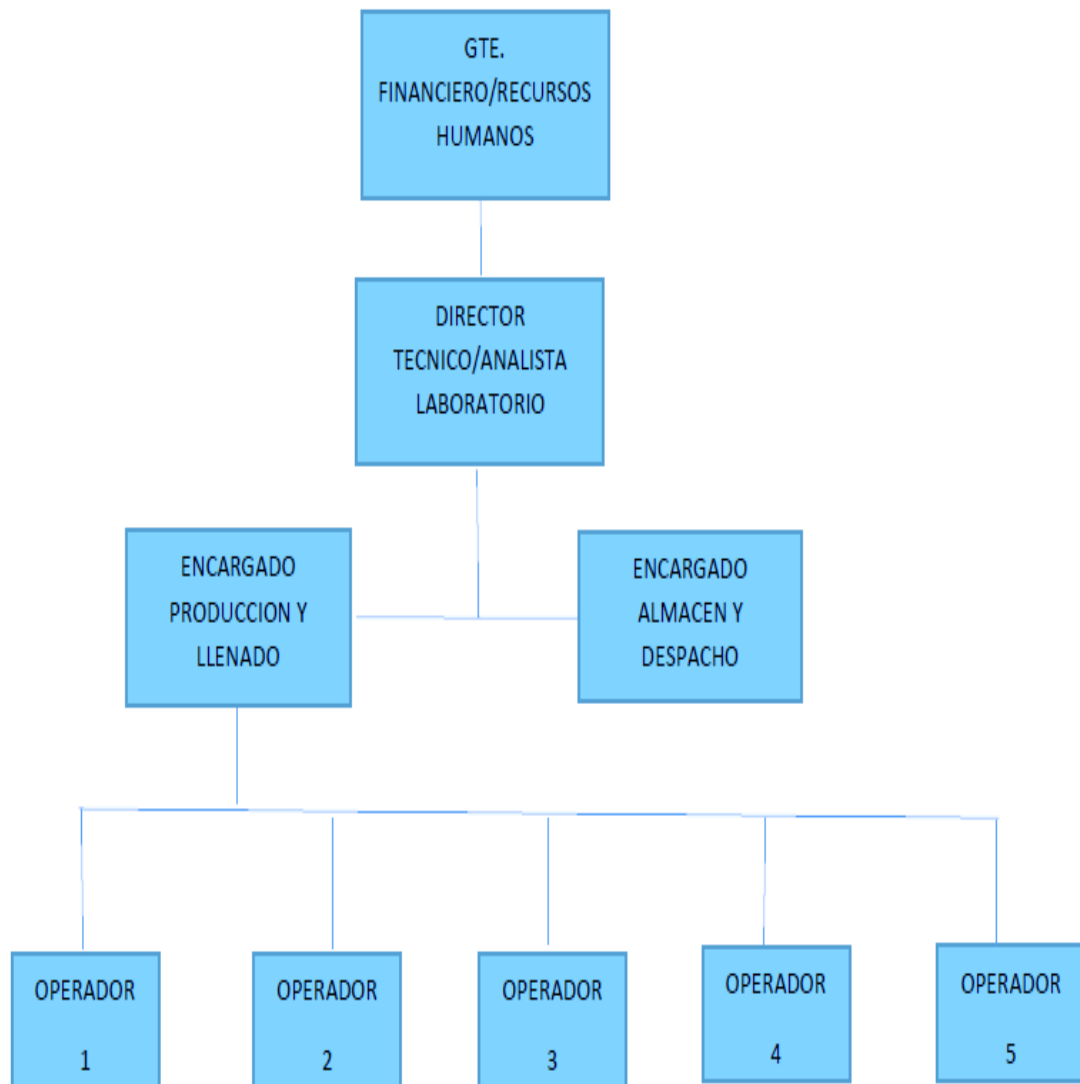 GTE.
FINANCIERO/RECURSOS
HUMANOS
DIRECTOR
TECNICO/ANALISTA
LABORATORIO
ENCARGADO
PRODUCCION Y
LLENADO
ENCARGADO
ALMACEN Y
DESPACHO
OPERADOR
1
OPERADOR
2
OPERADOR
3
OPERADOR
4
OPERADOR
5